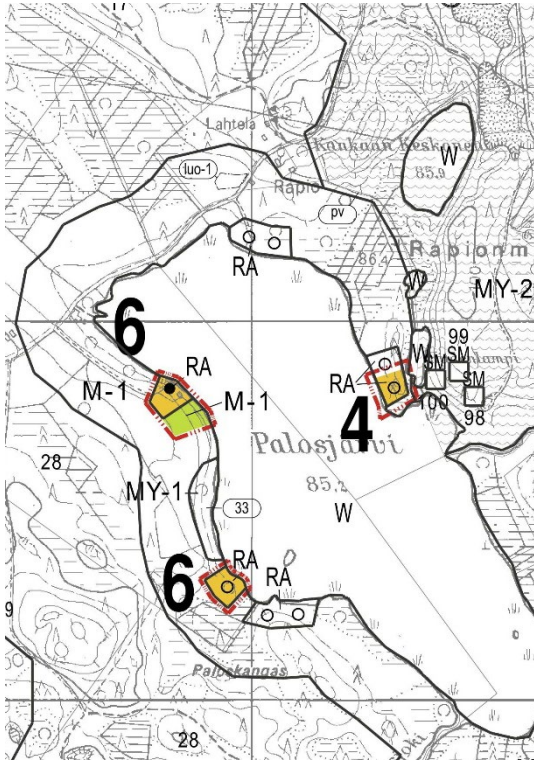 17
Lahtela
Kankaan Keskonen
W
85.9
luo-1
Rapio
pv
Rapionm
86.4
RA
W
MY-2
6
99
SM
RA
W
SM
RA
SM
M-1
M-1
100
98
4
Palosjärvi
28
85.2
MY-1
33
W
RA
RA
6
9
Paloskangas
28